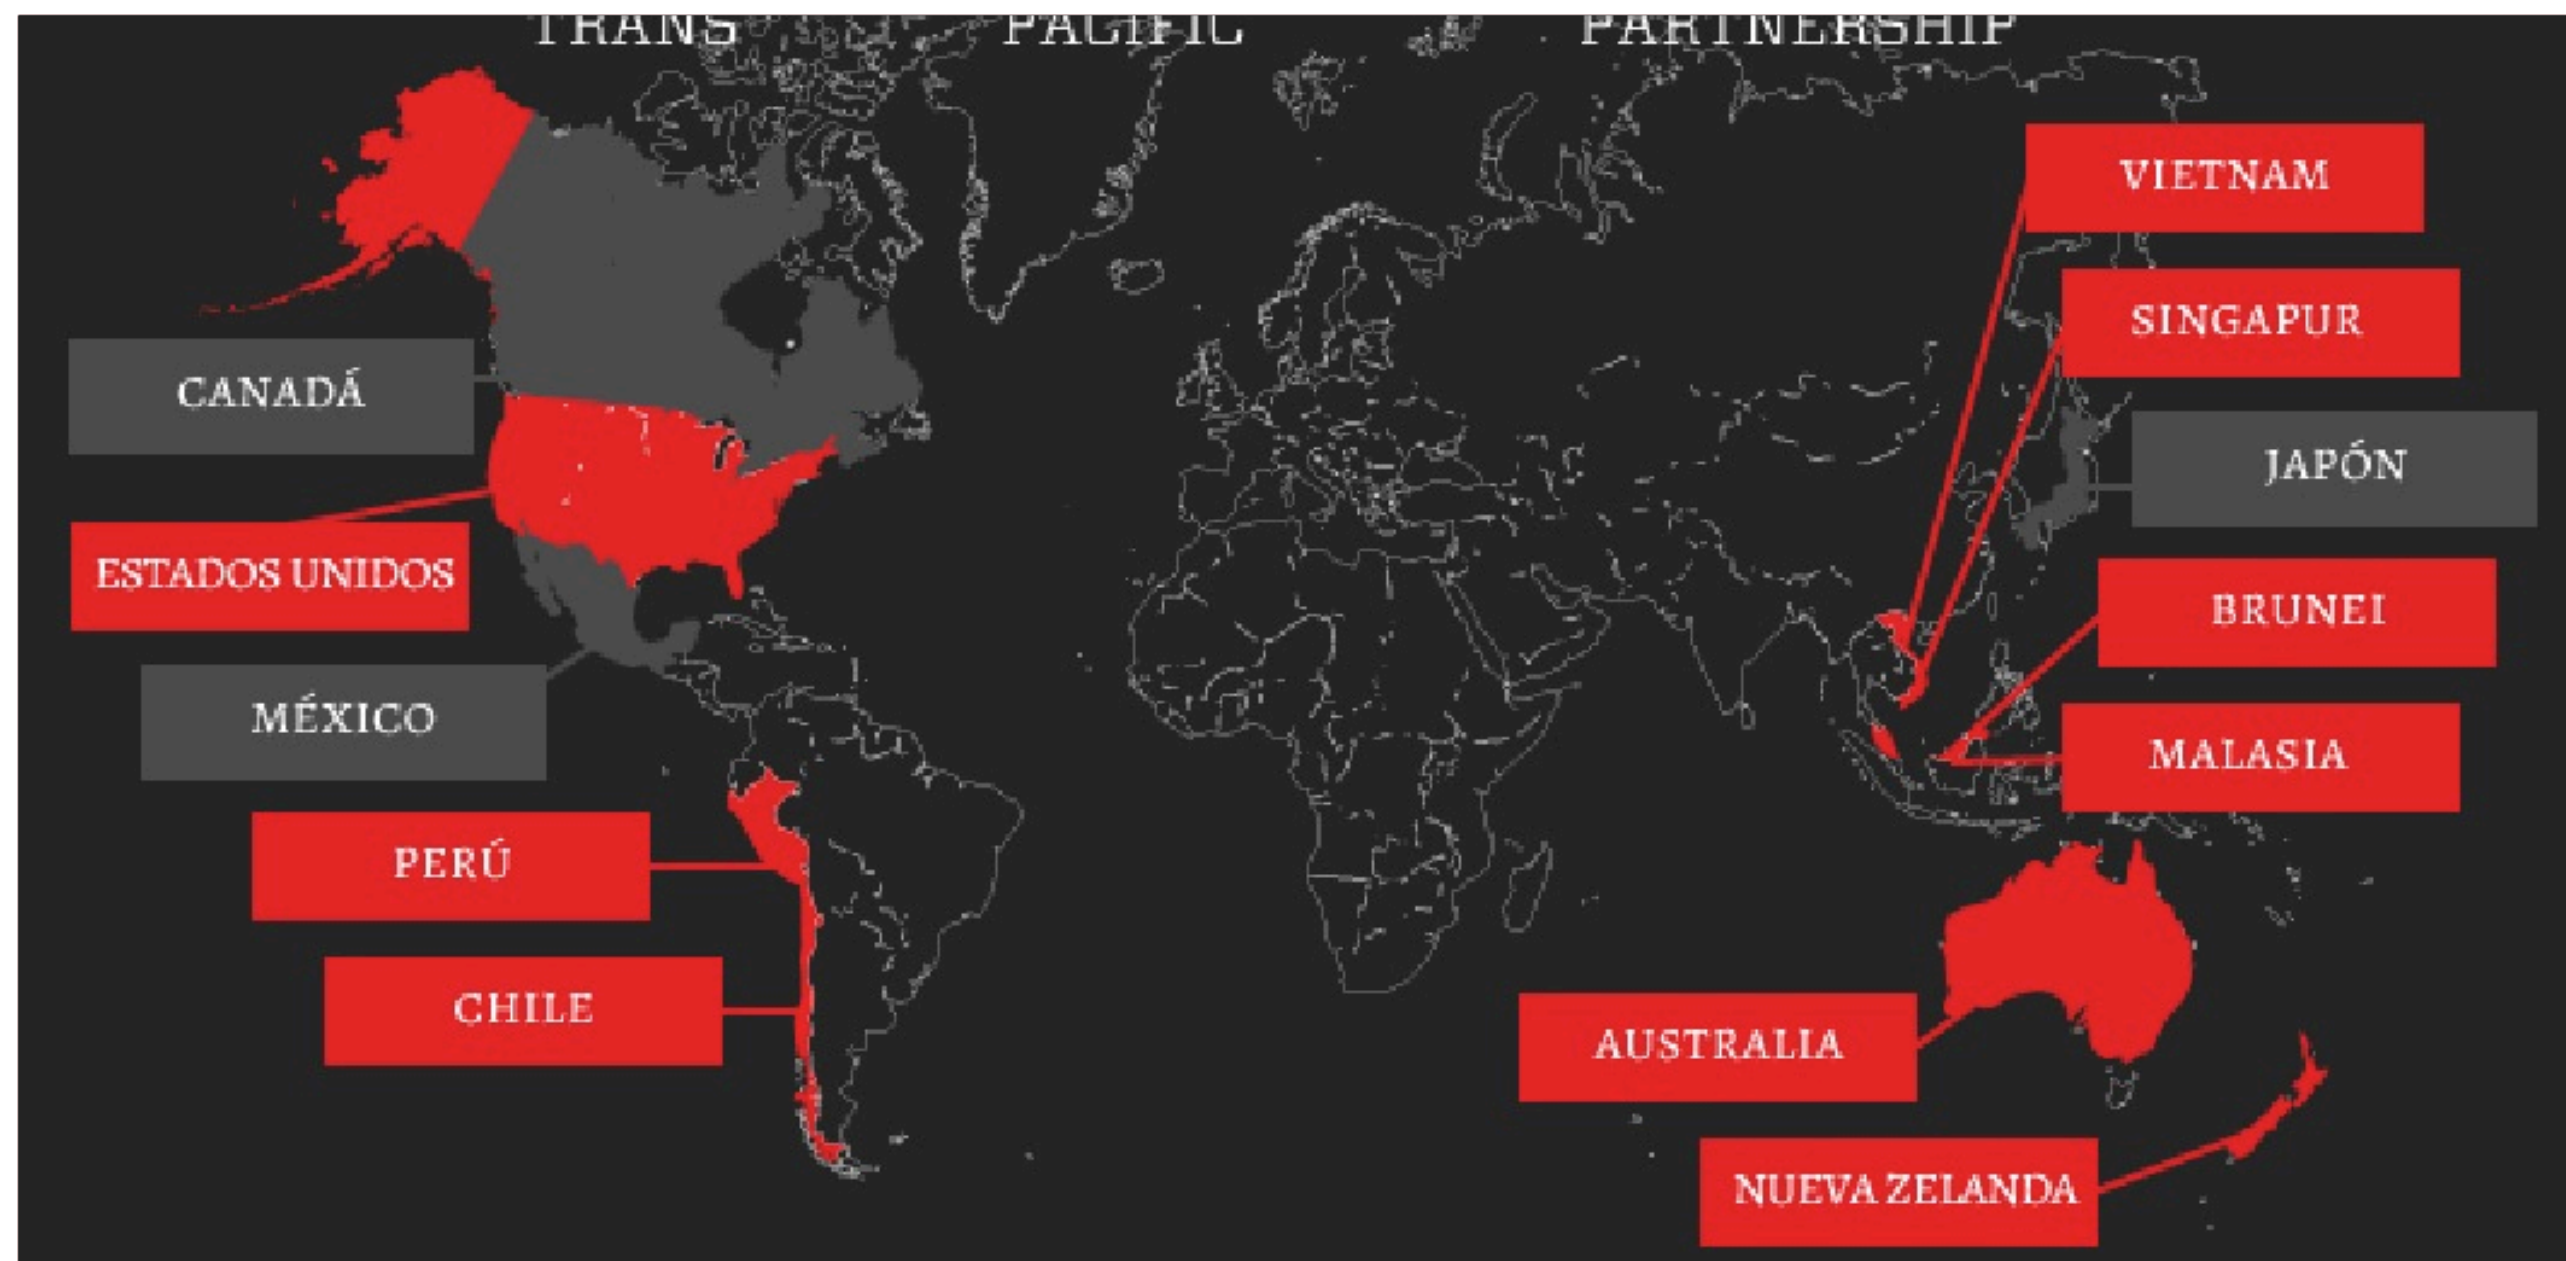 TRANS PACIFIC PARTNERSHIP
VIETNAM
SINGAPUR
CANADÁ
JAPÓN
ESTADOS UNIDOS
BRUNEI
MÉXICO
MALASIA
PERÚ
CHILE
AUSTRALIA
NUEVA ZELANDA